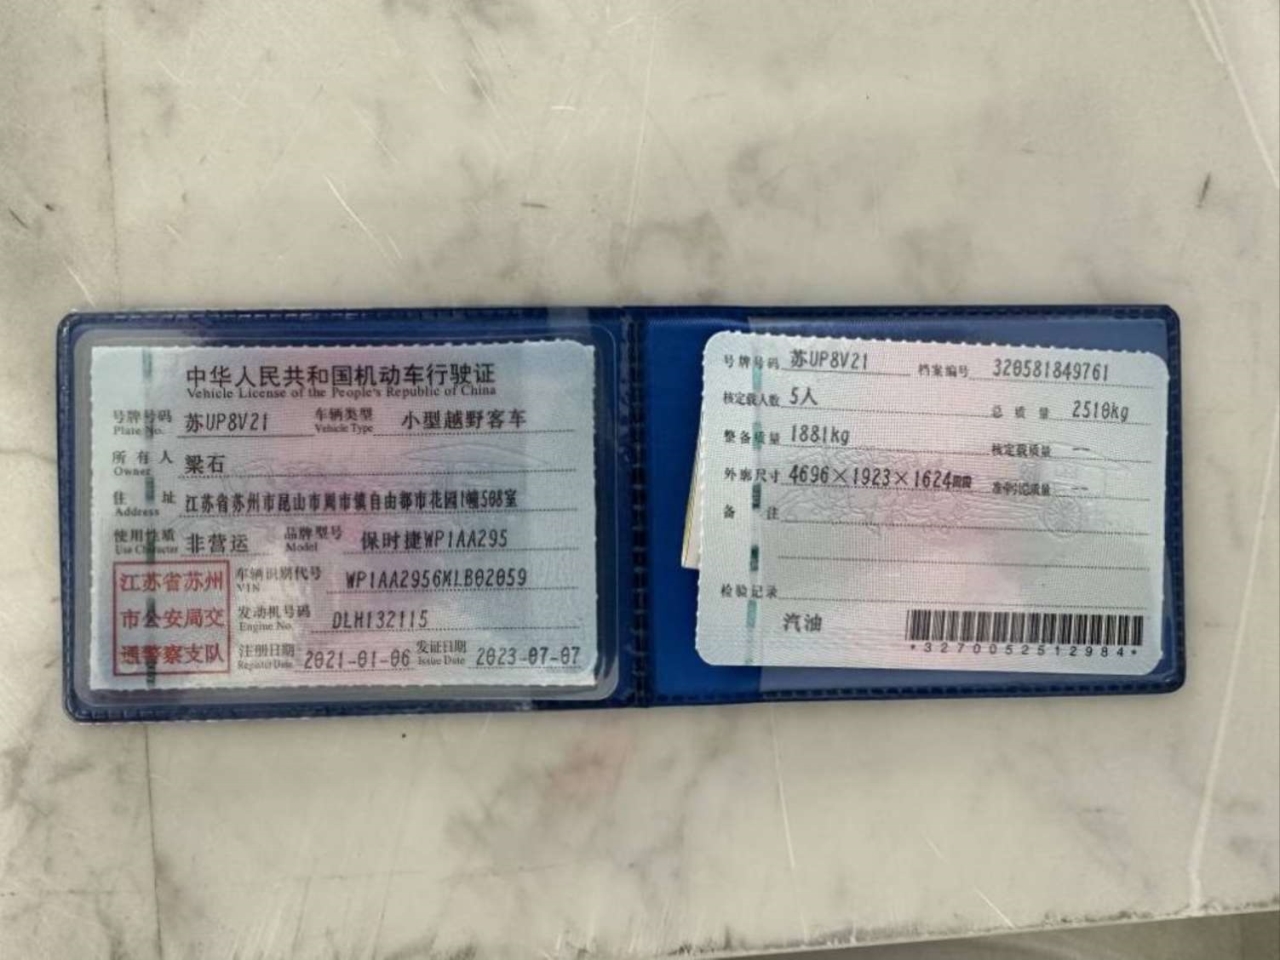 中华人民共和国机动车行驶证
Vehicle License of the People's Republic of China
号牌号码 苏UP8V21 车辆类型 小型越野客车
Plate No. Vehicle Type
所有人 梁石
Owner
住址 江苏省苏州市昆山市周市镇自由都市花园1幢508室
Address
使用性质 非营运 品牌型号 保时捷WP1AA295
Use Character Model
江苏省苏州
市公安局交
通警察支队
车辆识别代号 WP1AA2956MLB02059
VIN
发动机号码 DLH132115
Engine No.
注册日期 2021-01-06 发证日期 2023-07-07
Register Date Issue Date
号牌号码 苏UP8V21 档案编号 320581849761
核定载人数 5人 总质量 2510kg
整备质量 1881kg 核定载质量 --
外廓尺寸 4696×1923×1624mm 准牵引总质量 --
备注
检验记录
汽油
*3270052512984*